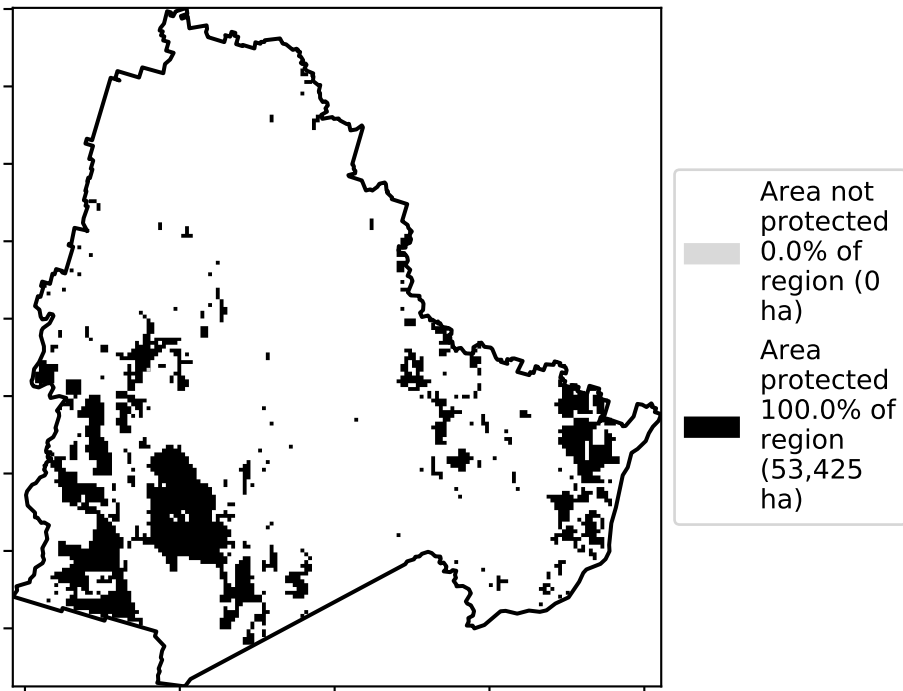 Area not
protected
0.0% of
region (0
ha)
Area
protected
100.0% of
region
(53,425
ha)